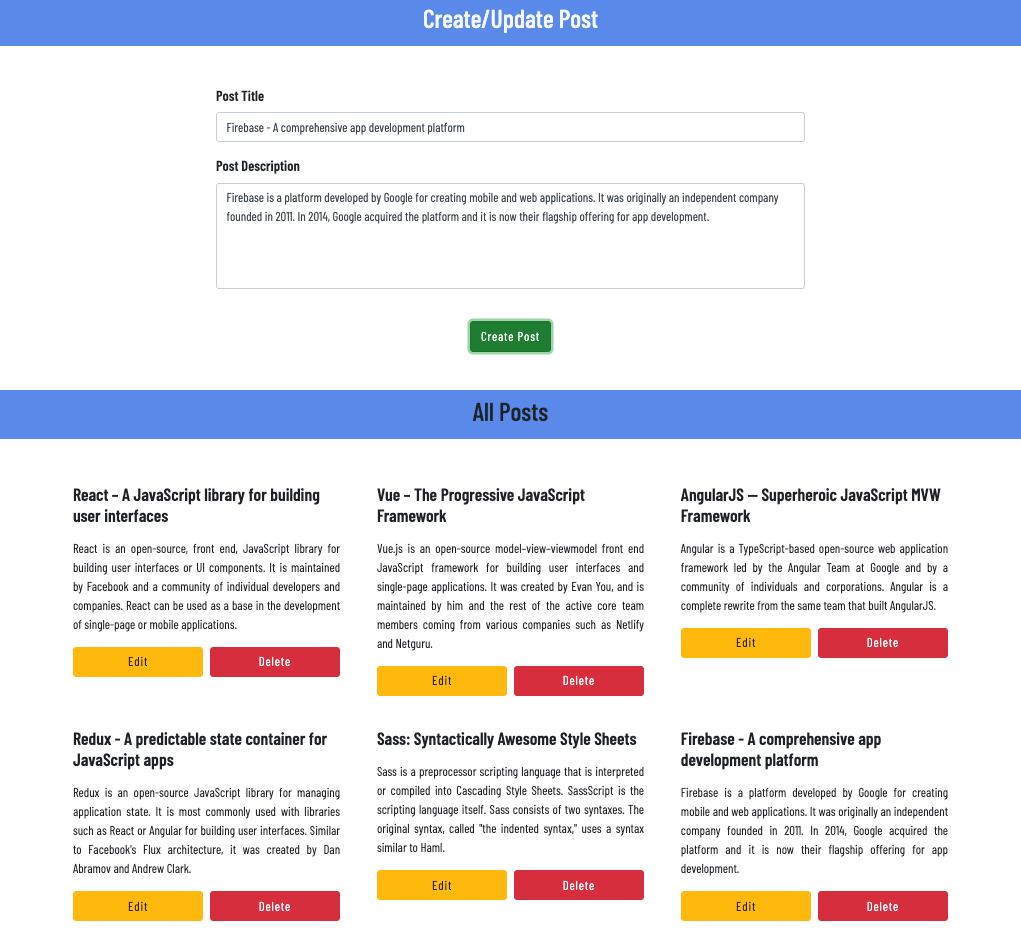 Create/Update Post
Post Title
Firebase - A comprehensive app development platform
Post Description
Firebase is a platform developed by Google for creating mobile and web applications. It was originally an independent company
founded in 2011. In 2014, Google acquired the platform and it is now their flagship offering for app development.
Create Post
All Posts
React – A JavaScript library for building
user interfaces
React is an open-source, front end, JavaScript library for
building user interfaces or UI components. It is maintained
by Facebook and a community of individual developers and
companies. React can be used as a base in the development
of single-page or mobile applications.
Edit
Delete
Vue – The Progressive JavaScript
Framework
Vue.js is an open-source model–view–viewmodel front end
JavaScript framework for building user interfaces and
single-page applications. It was created by Evan You, and is
maintained by him and the rest of the active core team
members coming from various companies such as Netlify
and Netguru.
Edit
Delete
AngularJS — Superheroic JavaScript MVW
Framework
Angular is a TypeScript-based open-source web application
framework led by the Angular Team at Google and by a
community of individuals and corporations. Angular is a
complete rewrite from the same team that built AngularJS.
Edit
Delete
Redux - A predictable state container for
JavaScript apps
Redux is an open-source JavaScript library for managing
application state. It is most commonly used with libraries
such as React or Angular for building user interfaces. Similar
to Facebook's Flux architecture, it was created by Dan
Abramov and Andrew Clark.
Edit
Delete
Sass: Syntactically Awesome Style Sheets
Sass is a preprocessor scripting language that is interpreted
or compiled into Cascading Style Sheets. SassScript is the
scripting language itself. Sass consists of two syntaxes. The
original syntax, called "the indented syntax," uses a syntax
similar to Haml.
Edit
Delete
Firebase - A comprehensive app
development platform
Firebase is a platform developed by Google for creating
mobile and web applications. It was originally an independent
company founded in 2011. In 2014, Google acquired the
platform and it is now their flagship offering for app
development.
Edit
Delete